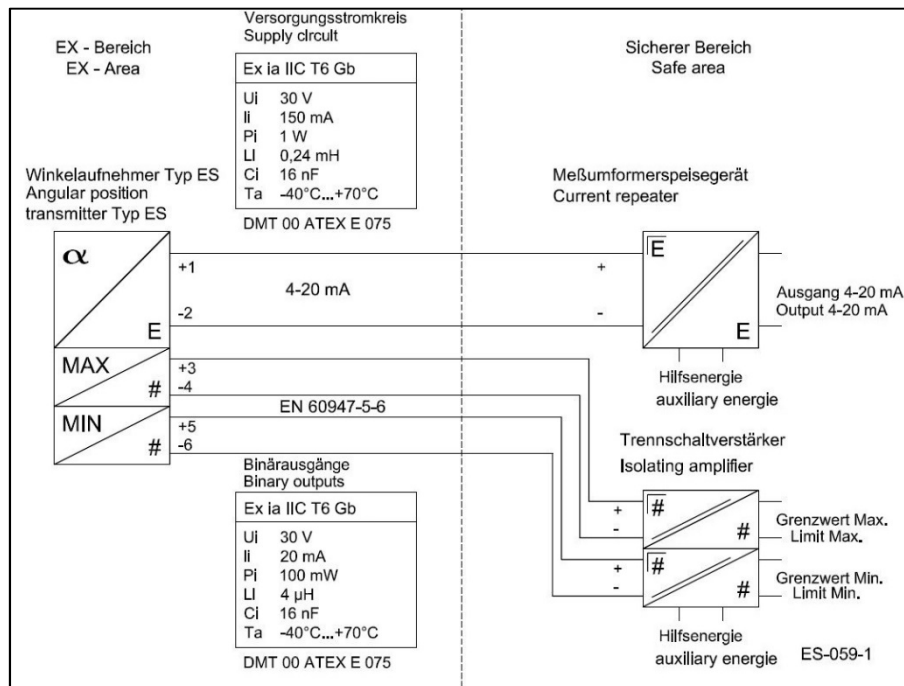 EX - Bereich
EX - Area
Versorgungsstromkreis
Supply circuit
Ex ia IIC T6 Gb
Ui 30 V
Ii 150 mA
Pi 1 W
LI 0,24 mH
Ci 16 nF
Ta -40°C...+70°C
DMT 00 ATEX E 075
Sicherer Bereich
Safe area
Winkelaufnehmer Typ ES
Angular position
transmitter Typ ES
Meßumformerspeisegerät
Current repeater
α
E
+1
-2
4-20 mA
+
-
E
E
Ausgang 4-20 mA
Output 4-20 mA
Hilfsenergie
auxiliary energie
MAX
#
+3
-4
MIN
#
+5
-6
EN 60947-5-6
Binärausgänge
Binary outputs
Ex ia IIC T6 Gb
Ui 30 V
Ii 20 mA
Pi 100 mW
LI 4 µH
Ci 16 nF
Ta -40°C...+70°C
DMT 00 ATEX E 075
Trennschaltverstärker
Isolating amplifier
+
-
#
#
Grenzwert Max.
Limit Max.
+
-
#
#
Grenzwert Min.
Limit Min.
Hilfsenergie
auxiliary energie
ES-059-1